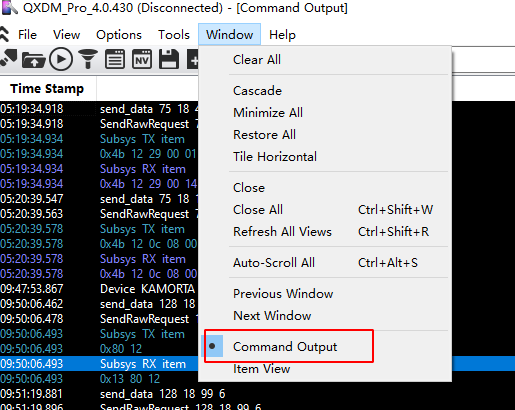 QXDM_Pro_4.0.430 (Disconnected) - [Command Output]
File View Options Window Tools Help
Time Stamp
05:19:34.918 send_data 75 18 4
05:19:34.918 SendRawRequest 7
05:19:34.934 Subsys TX item
05:19:34.934 0x4b 12 29 00 01
05:19:34.934 Subsys RX item
05:19:34.934 0x4b 12 29 00 14
05:20:39.547 send_data 75 18
05:20:39.563 SendRawRequest 7
05:20:39.578 Subsys TX item
05:20:39.578 0x4b 12 0c 08 00
05:20:39.578 Subsys RX item
05:20:39.578 0x4b 12 0c 08 00
09:47:53.867 Device KAMORTA
09:50:06.462 send_data 128 18
09:50:06.478 SendRawRequest
09:50:06.493 Subsys TX item
09:50:06.493 0x80 12
09:50:06.493 Subsys RX item
09:50:06.493 0x13 80 12
09:51:19.881 send_data 128 18 99 6
09:51:19.881 SendRawRequest 128 18 99 6
Clear All
Cascade
Minimize All
Restore All
Tile Horizontal
Close
Close All Ctrl+Shift+W
Refresh All Views Ctrl+Shift+R
Auto-Scroll All Ctrl+Alt+S
Previous Window
Next Window
Command Output
Item View